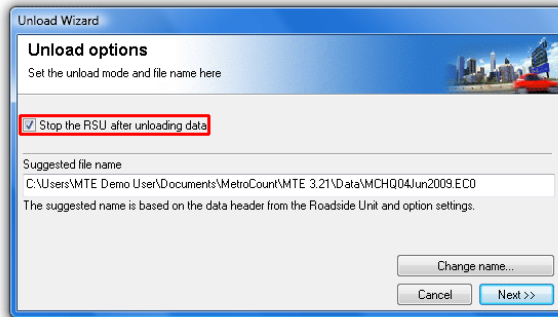 Unload Wizard
Unload options
Set the unload mode and file name here
Stop the RSU after unloading data
Suggested file name
C:\Users\MTE Demo User\Documents\MetroCount\MTE 3.21\Data\MCHQ04Jun2009.EC0
The suggested name is based on the data header from the Roadside Unit and option settings.
Change name...
Cancel
Next >>